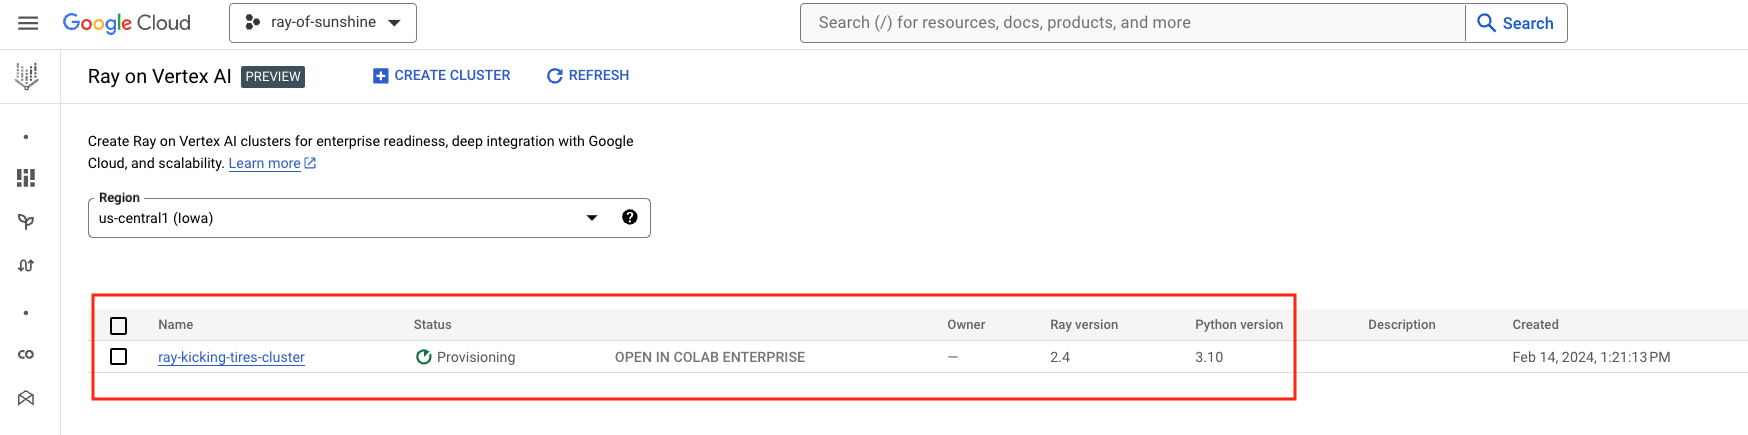 Google Cloud
ray-of-sunshine
Search (/) for resources, docs, products, and more
Search
Ray on Vertex AI
PREVIEW
CREATE CLUSTER
REFRESH
Create Ray on Vertex AI clusters for enterprise readiness, deep integration with Google
Cloud, and scalability. Learn more
Region
us-central1 (Iowa)
Name Status Owner Ray version Python version Description Created
ray-kicking-tires-cluster Provisioning OPEN IN COLAB ENTERPRISE — 2.4 3.10 Feb 14, 2024, 1:21:13 PM